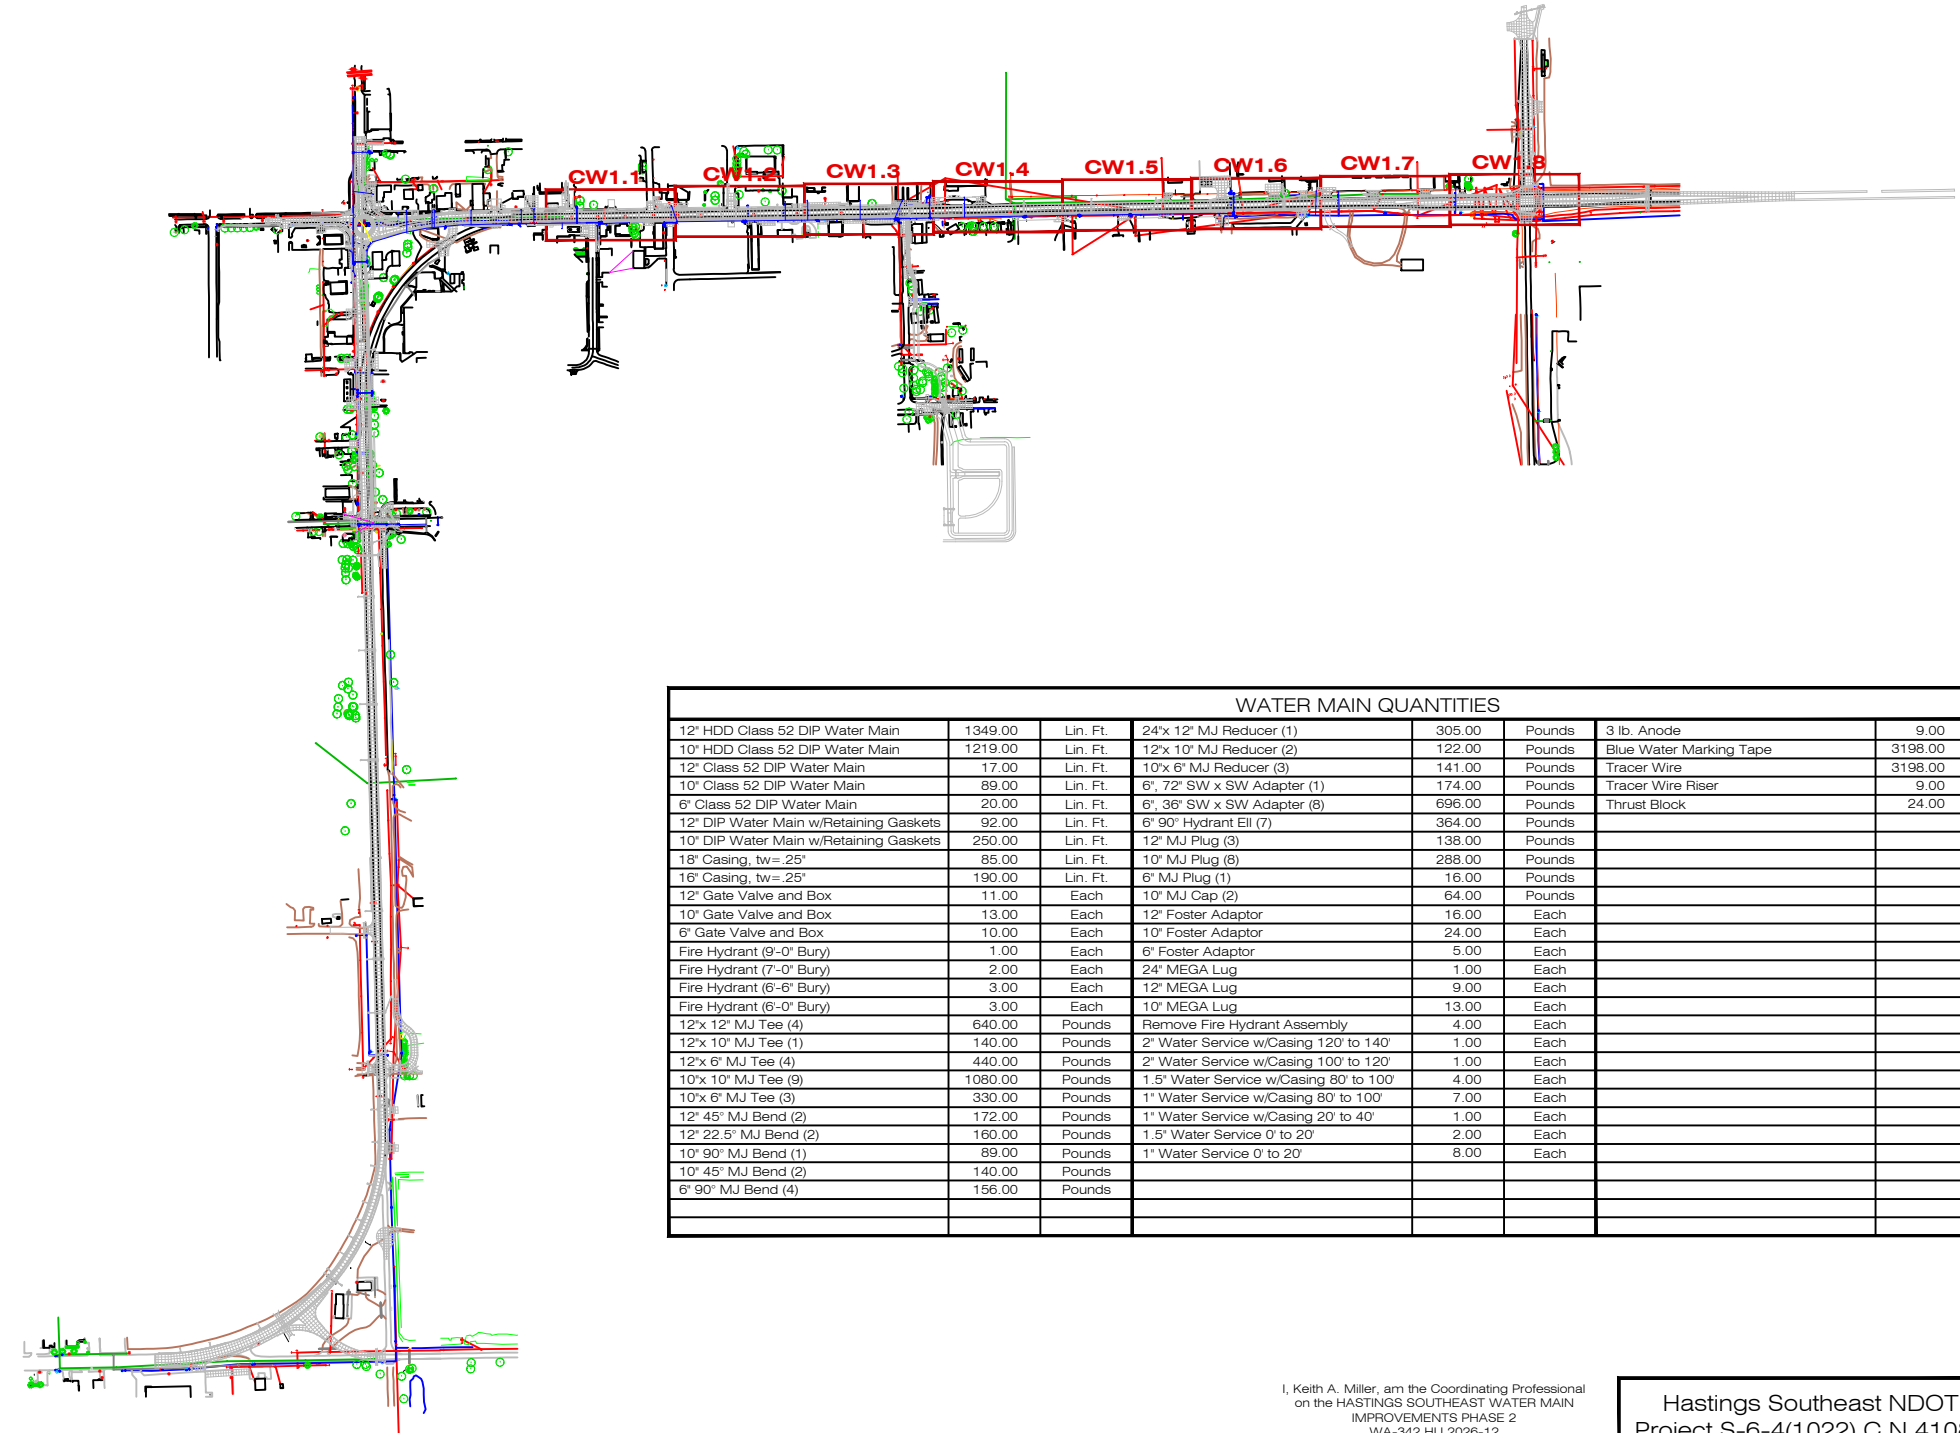 CW1.1 CW1.2 CW1.3 CW1.4 CW1.5 CW1.6 CW1.7 CW1.8
WATER MAIN QUANTITIES
12" HDD Class 52 DIP Water Main 1349.00 Lin. Ft. 24"x 12" MJ Reducer (1) 305.00 Pounds 3 lb. Anode 9.00
10" HDD Class 52 DIP Water Main 1219.00 Lin. Ft. 12"x 10" MJ Reducer (2) 122.00 Pounds Blue Water Marking Tape 3198.00
12" Class 52 DIP Water Main 17.00 Lin. Ft. 10"x 6" MJ Reducer (3) 141.00 Pounds Tracer Wire 3198.00
10" Class 52 DIP Water Main 89.00 Lin. Ft. 6", 72" SW x SW Adapter (1) 174.00 Pounds Tracer Wire Riser 9.00
6" Class 52 DIP Water Main 20.00 Lin. Ft. 6", 36" SW x SW Adapter (8) 696.00 Pounds Thrust Block 24.00
12" DIP Water Main w/Retaining Gaskets 92.00 Lin. Ft. 6" 90° Hydrant Ell (7) 364.00 Pounds
10" DIP Water Main w/Retaining Gaskets 250.00 Lin. Ft. 12" MJ Plug (3) 138.00 Pounds
18" Casing, tw=.25" 85.00 Lin. Ft. 10" MJ Plug (8) 288.00 Pounds
16" Casing, tw=.25" 190.00 Lin. Ft. 6" MJ Plug (1) 16.00 Pounds
12" Gate Valve and Box 11.00 Each 10" MJ Cap (2) 64.00 Pounds
10" Gate Valve and Box 13.00 Each 12" Foster Adaptor 16.00 Each
6" Gate Valve and Box 10.00 Each 10" Foster Adaptor 24.00 Each
Fire Hydrant (9'-0" Bury) 1.00 Each 6" Foster Adaptor 5.00 Each
Fire Hydrant (7'-0" Bury) 2.00 Each 24" MEGA Lug 1.00 Each
Fire Hydrant (6'-6" Bury) 3.00 Each 12" MEGA Lug 9.00 Each
Fire Hydrant (6'-0" Bury) 3.00 Each 10" MEGA Lug 13.00 Each
12"x 12" MJ Tee (4) 640.00 Pounds Remove Fire Hydrant Assembly 4.00 Each
12"x 10" MJ Tee (1) 140.00 Pounds 2" Water Service w/Casing 120' to 140' 1.00 Each
12"x 6" MJ Tee (4) 440.00 Pounds 2" Water Service w/Casing 100' to 120' 1.00 Each
10"x 10" MJ Tee (9) 1080.00 Pounds 1.5" Water Service w/Casing 80' to 100' 4.00 Each
10"x 6" MJ Tee (3) 330.00 Pounds 1" Water Service w/Casing 80' to 100' 7.00 Each
12" 45° MJ Bend (2) 172.00 Pounds 1" Water Service w/Casing 20' to 40' 1.00 Each
12" 22.5° MJ Bend (2) 160.00 Pounds 1.5" Water Service 0' to 20' 2.00 Each
10" 90° MJ Bend (1) 89.00 Pounds 1" Water Service 0' to 20' 8.00 Each
10" 45° MJ Bend (2) 140.00 Pounds
6" 90° MJ Bend (4) 156.00 Pounds
I, Keith A. Miller, am the Coordinating Professional
on the HASTINGS SOUTHEAST WATER MAIN
IMPROVEMENTS PHASE 2
WA-342 HU 2026-12
Hastings Southeast NDOT
Project S-6-4(1022) C.N.